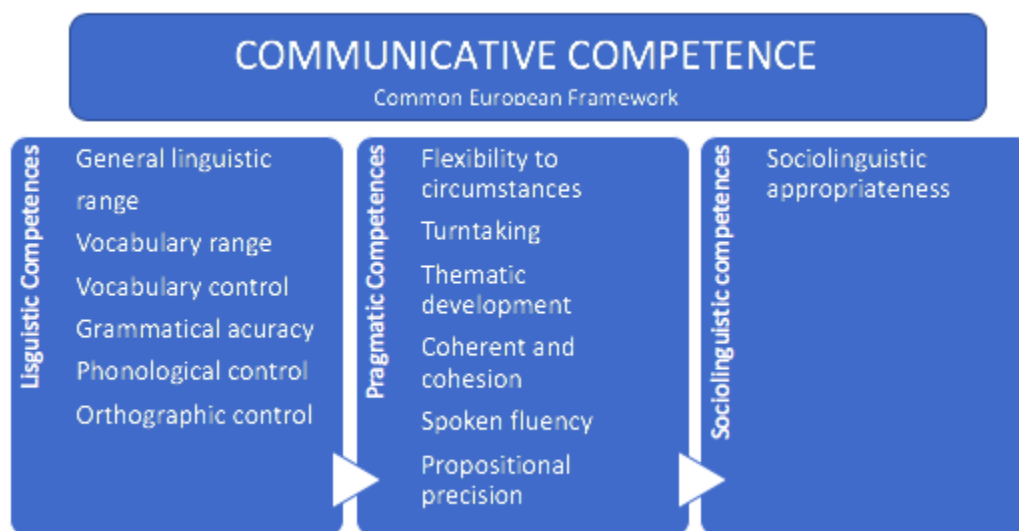 COMMUNICATIVE COMPETENCE
Common European Framework
Lisguistic Competences
General linguistic
range
Vocabulary range
Vocabulary control
Grammatical acuracy
Phonological control
Orthographic control
Pragmatic Competences
Flexibility to
circumstances
Turntaking
Thematic
development
Coherent and
cohesion
Spoken fluency
Propositional
precision
Sociolinguistic competences
Sociolinguistic
appropriateness